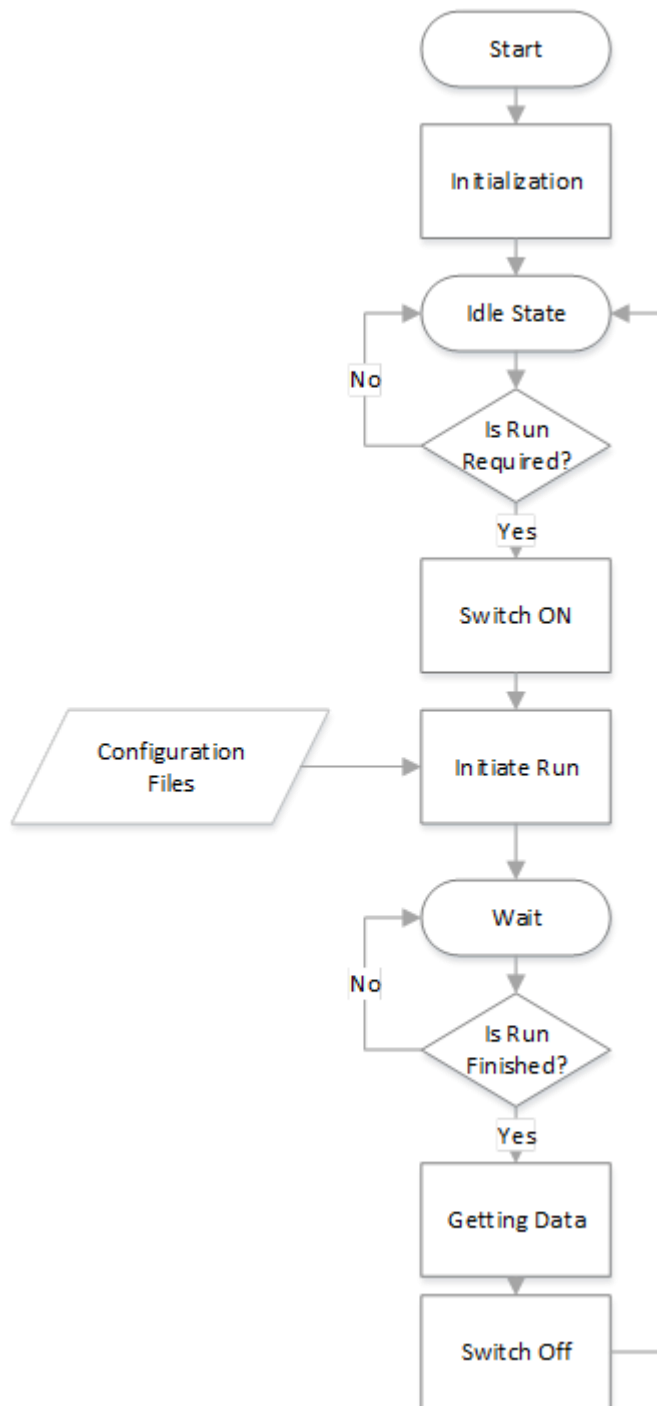 Start
Initialization
Idle State
No
Is Run
Required?
Yes
Switch ON
Configuration
Files
Initiate Run
Wait
No
Is Run
Finished?
Yes
Getting Data
Switch Off